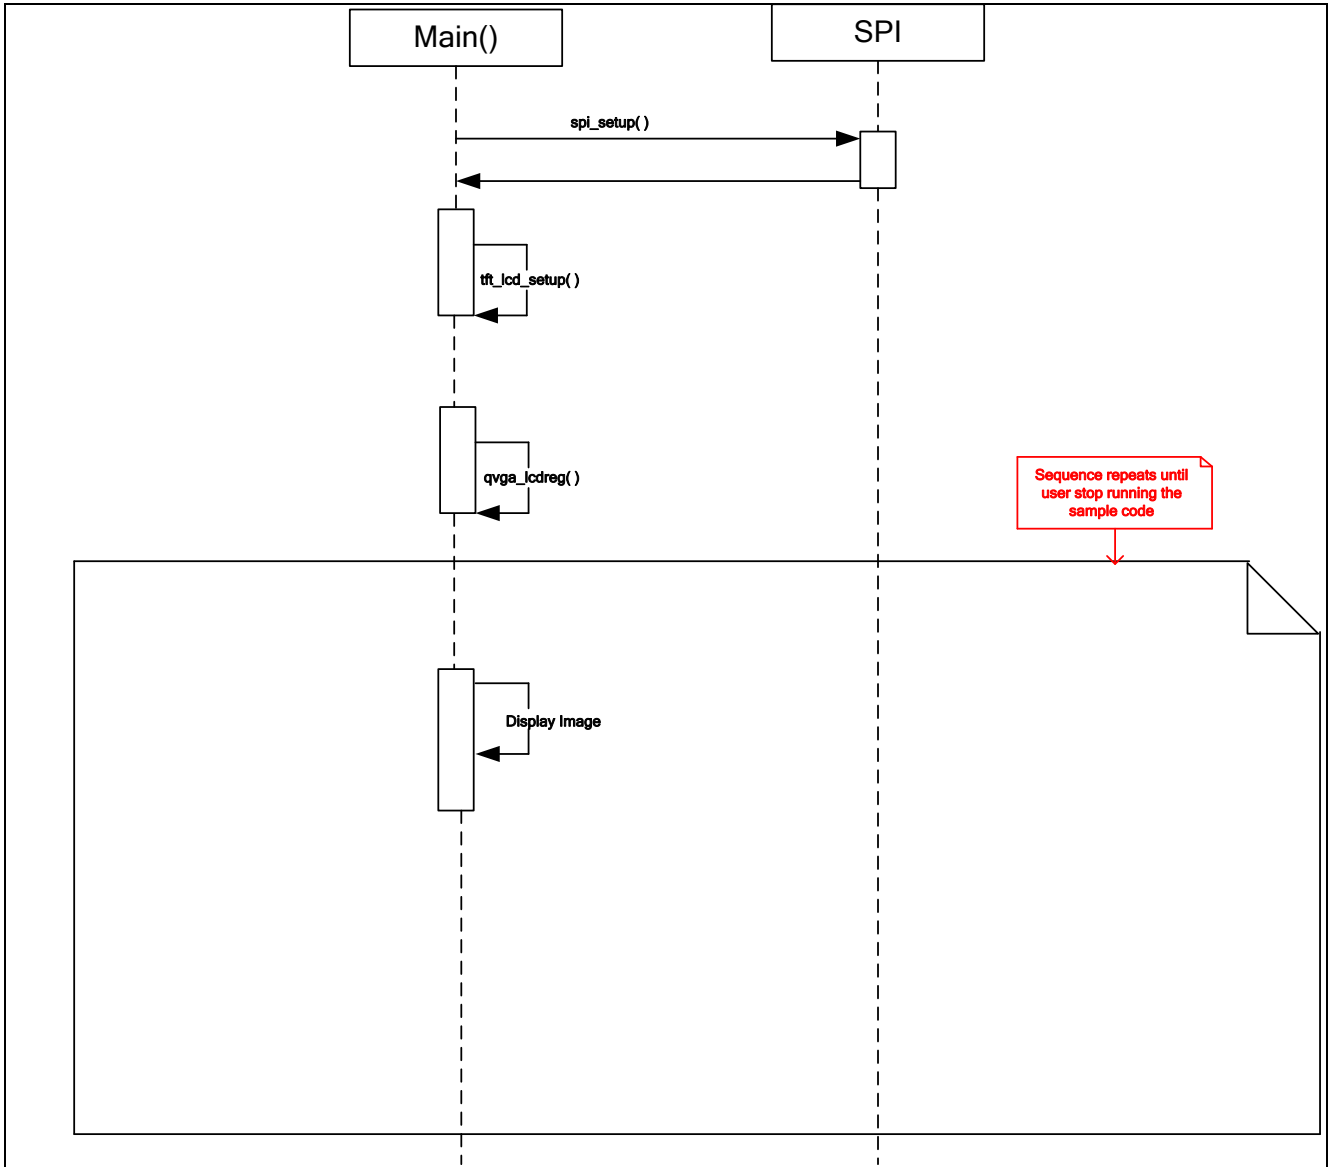 Main()
SPI
spi_setup( )
tft_lcd_setup( )
qvga_lcdreg( )
Sequence repeats until
user stop running the
sample code
Display Image